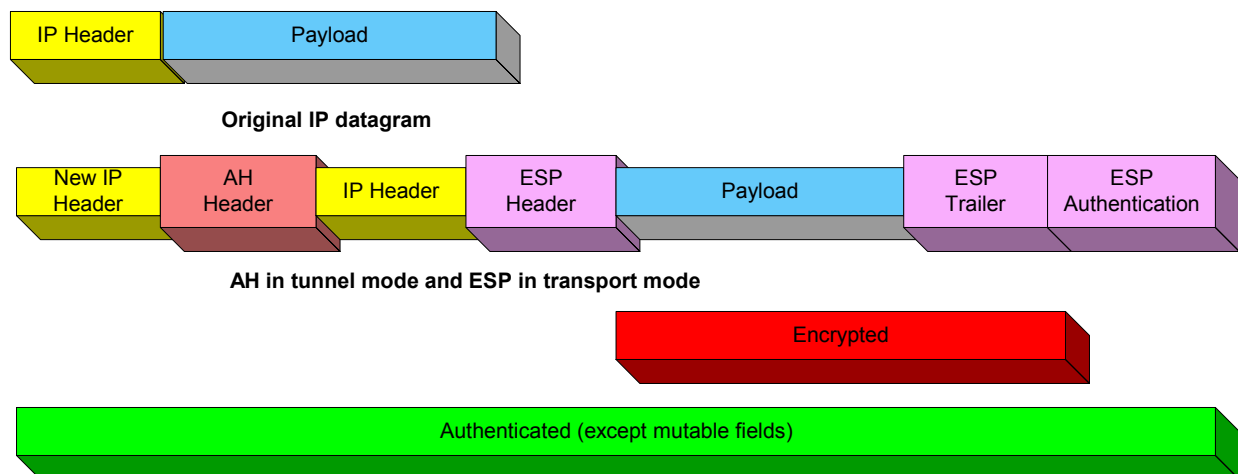 IP Header
Payload
Original IP datagram
New IP
Header
AH
Header
IP Header
ESP
Header
Payload
ESP
Trailer
ESP
Authentication
AH in tunnel mode and ESP in transport mode
Encrypted
Authenticated (except mutable fields)